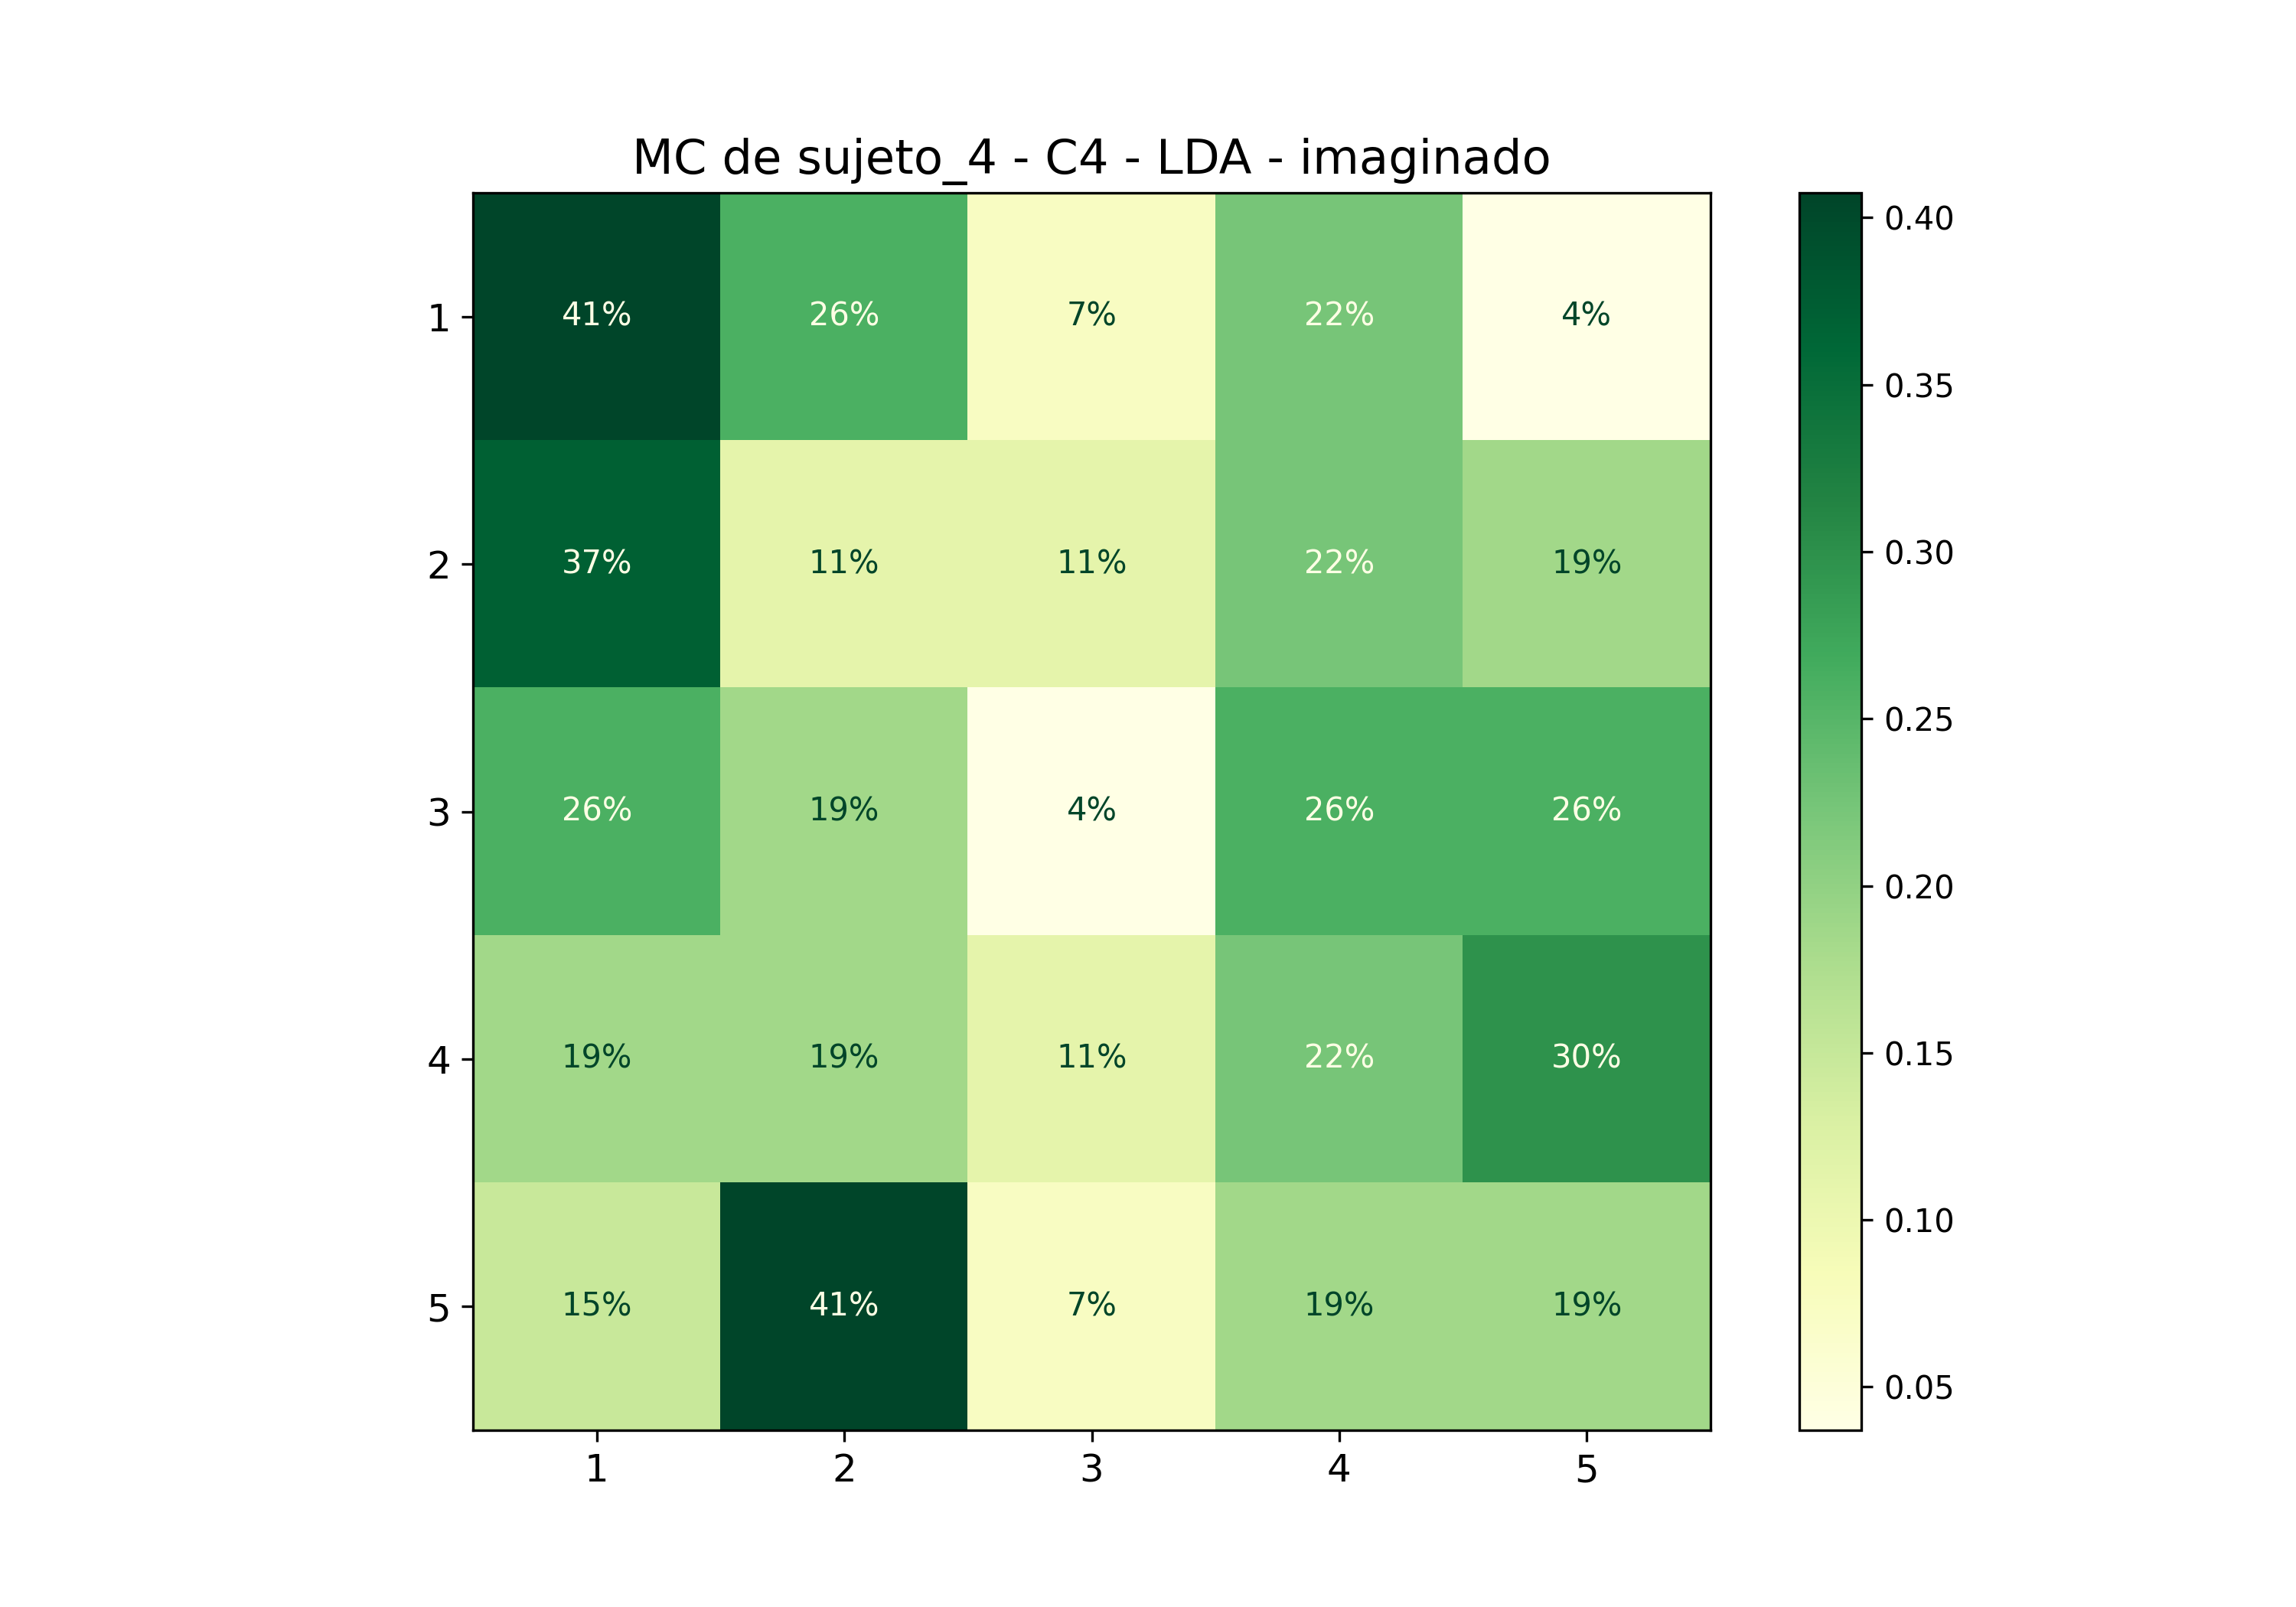 MC de sujeto_4 - C4 - LDA - imaginado
1 41% 26% 7% 22% 4%
2 37% 11% 11% 22% 19%
3 26% 19% 4% 26% 26%
4 19% 19% 11% 22% 30%
5 15% 41% 7% 19% 19%
1 2 3 4 5
0.40
0.35
0.30
0.25
0.20
0.15
0.10
0.05